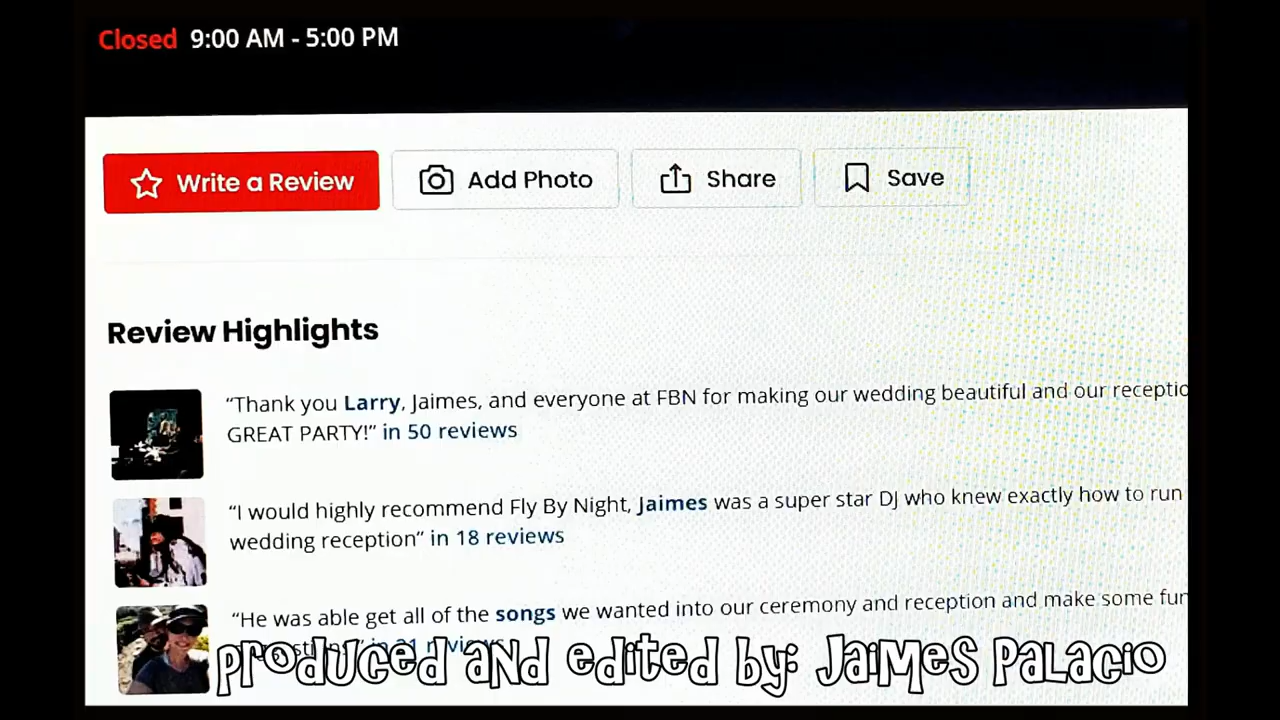 Closed 9:00 AM - 5:00 PM
Write a Review Add Photo Share Save
Review Highlights
“Thank you Larry, Jaimes, and everyone at FBN for making our wedding beautiful and our receptio
GREAT PARTY!” in 50 reviews
“I would highly recommend Fly By Night, Jaimes was a super star DJ who knew exactly how to run
wedding reception” in 18 reviews
“He was able get all of the songs we wanted into our ceremony and reception and make some fun
in 21 reviews
produced and edited by: Jaimes Palacio